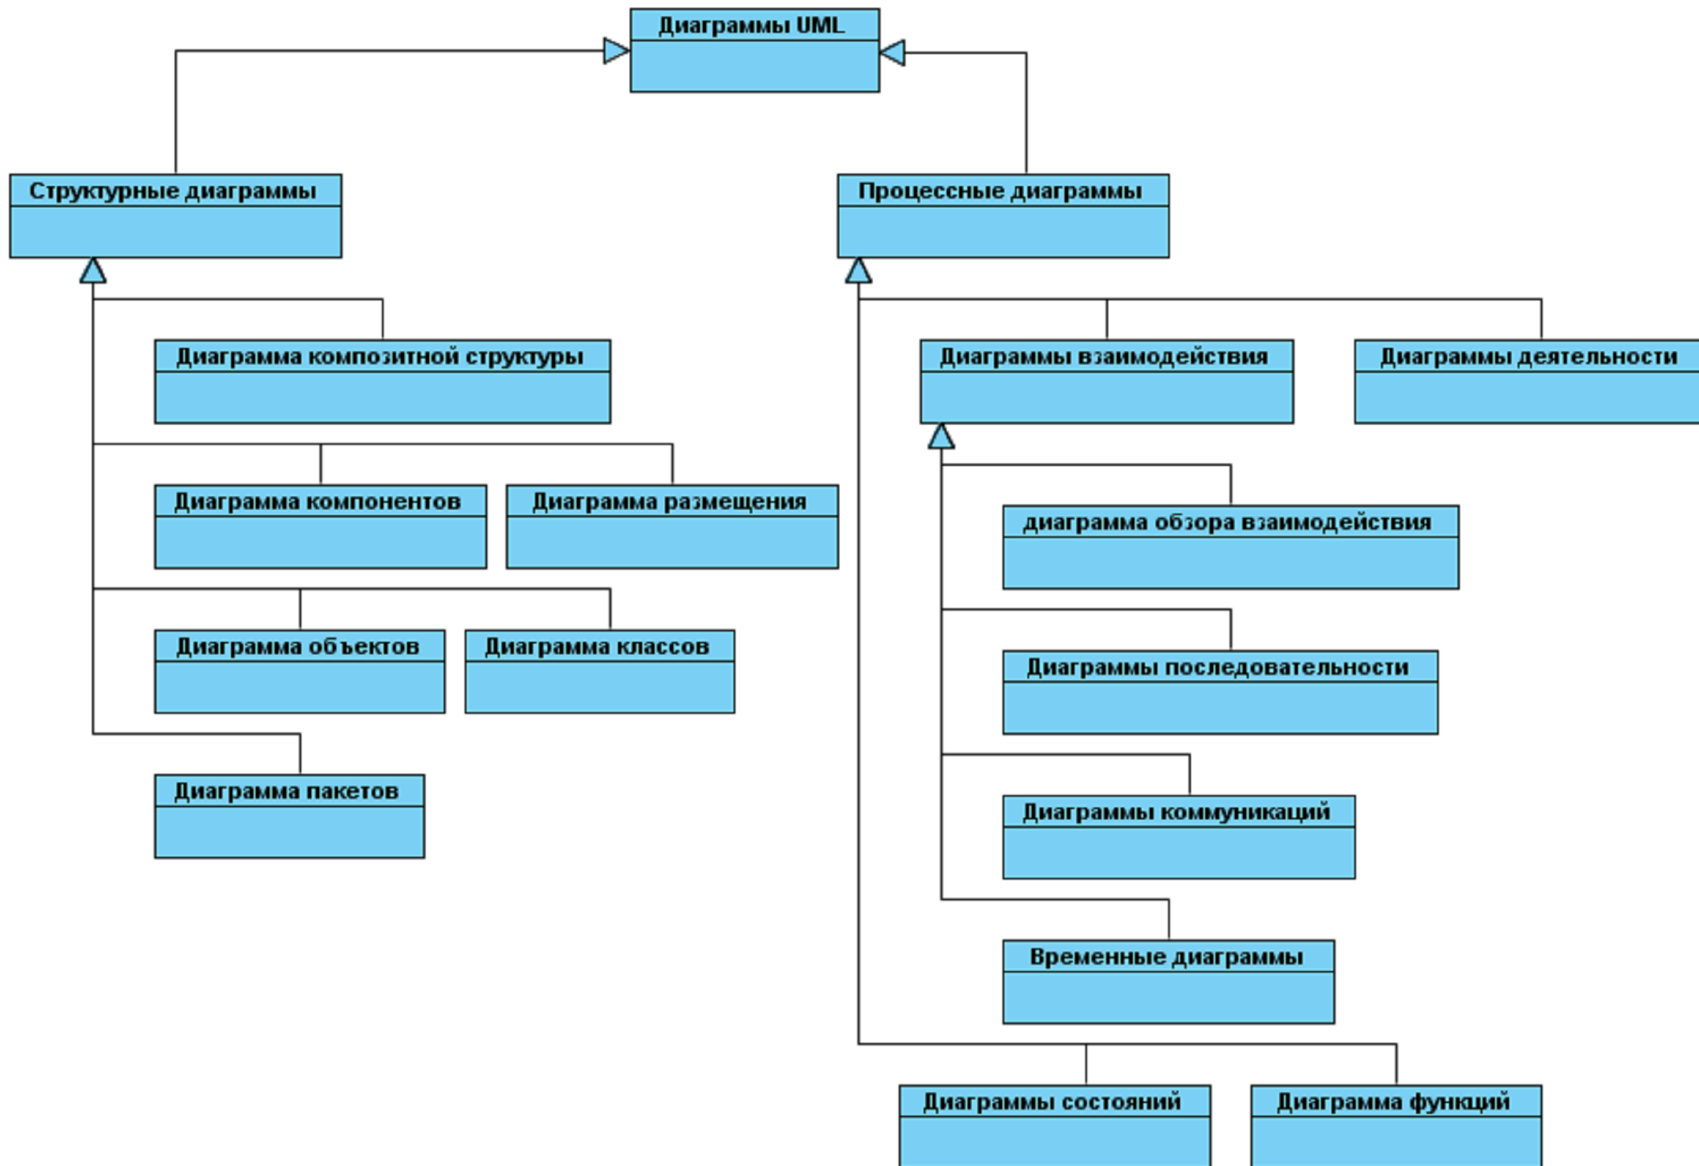 Диаграммы UML
Структурные диаграммы
Процессные диаграммы
Диаграмма композитной структуры
Диаграммы взаимодействия
Диаграммы деятельности
Диаграмма компонентов
Диаграмма размещения
диаграмма обзора взаимодействия
Диаграмма объектов
Диаграмма классов
Диаграммы последовательности
Диаграмма пакетов
Диаграммы коммуникаций
Временные диаграммы
Диаграммы состояний
Диаграмма функций